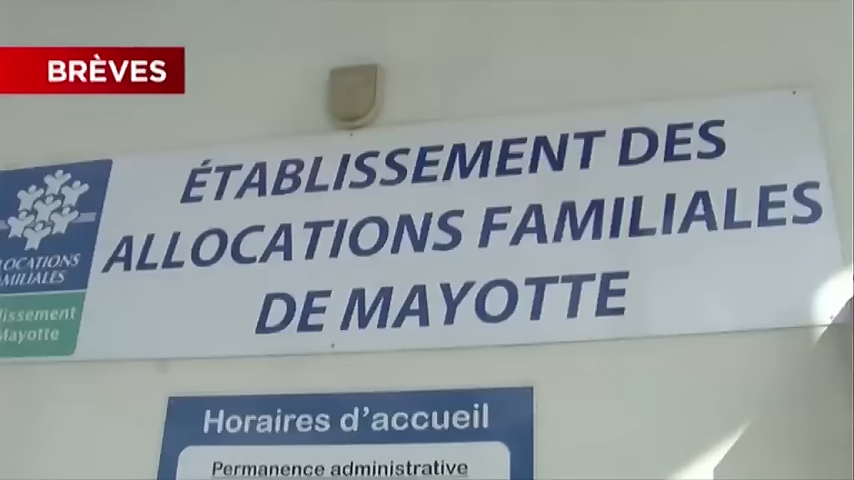 BRÈVES
ÉTABLISSEMENT DES
ALLOCATIONS FAMILIALES
DE MAYOTTE
Horaires d'accueil
Permanence administrative